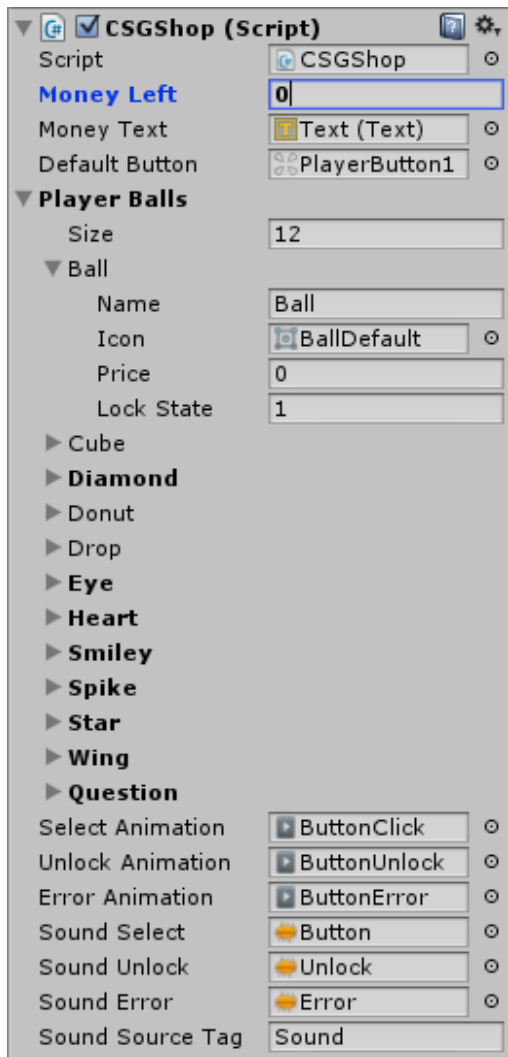 CSGShop (Script)
Script CSGShop
Money Left 0
Money Text Text (Text)
Default Button PlayerButton1
Player Balls
Size 12
Ball
Name Ball
Icon BallDefault
Price 0
Lock State 1
Cube
Diamond
Donut
Drop
Eye
Heart
Smiley
Spike
Star
Wing
Question
Select Animation ButtonClick
Unlock Animation ButtonUnlock
Error Animation ButtonError
Sound Select Button
Sound Unlock Unlock
Sound Error Error
Sound Source Tag Sound